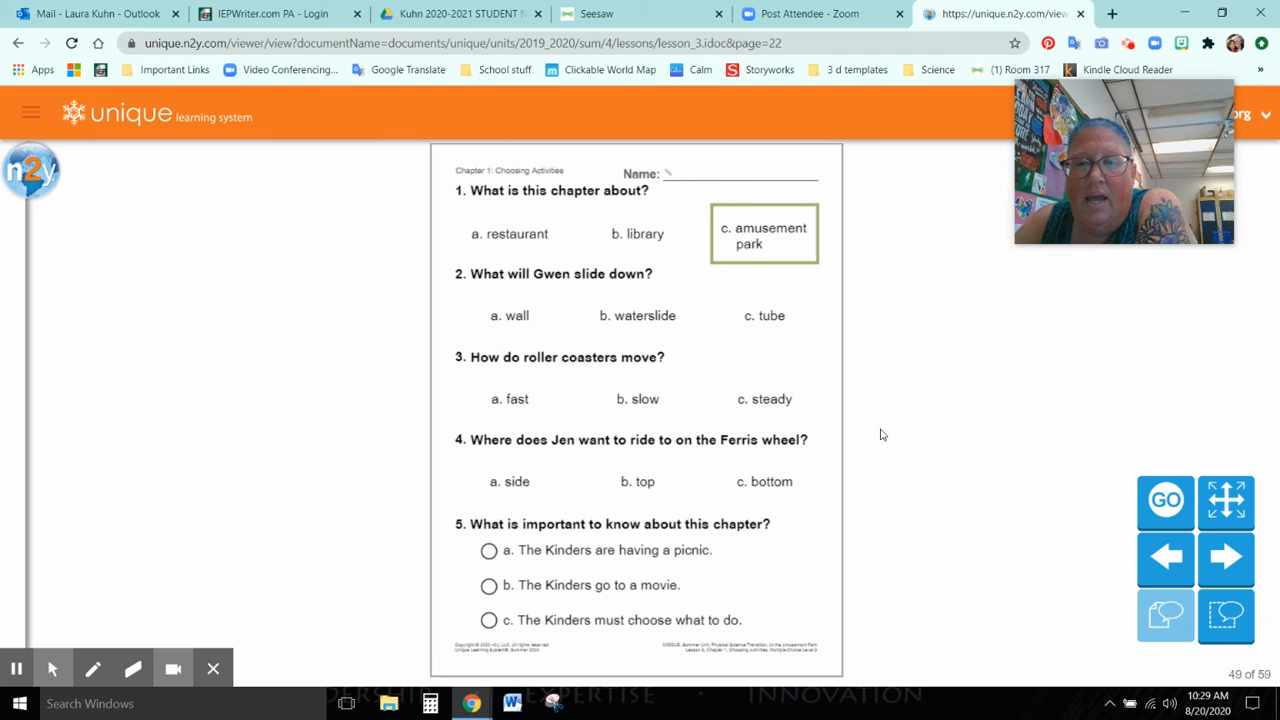 Mail - Laura Kuhn - Outlook
IEPWriter.com PA - Login
Kuhn 2020-2021 STUDENT N
Seesaw
Post Attendee - Zoom
https://unique.n2y.com/view
unique.n2y.com/viewer/view?documentName=documents/unique/units/2019_2020/sum/4/lessons/lesson_3.idoc&page=22
Apps
Important Links
Video Conferencing...
Google Translate
School stuff
Clickable World Map
Calm
Storyworks
3 d templates
Science
(1) Room 317
Kindle Cloud Reader
unique learning system
org
n2y
Chapter 1: Choosing Activities
Name:
1. What is this chapter about?
a. restaurant
b. library
c. amusement
park
2. What will Gwen slide down?
a. wall
b. waterslide
c. tube
3. How do roller coasters move?
a. fast
b. slow
c. steady
4. Where does Jen want to ride to on the Ferris wheel?
a. side
b. top
c. bottom
5. What is important to know about this chapter?
a. The Kinders are having a picnic.
b. The Kinders go to a movie.
c. The Kinders must choose what to do.
GO
49 of 59
EXPERTISE · INNOVATION
Search Windows
10:29 AM
8/20/2020